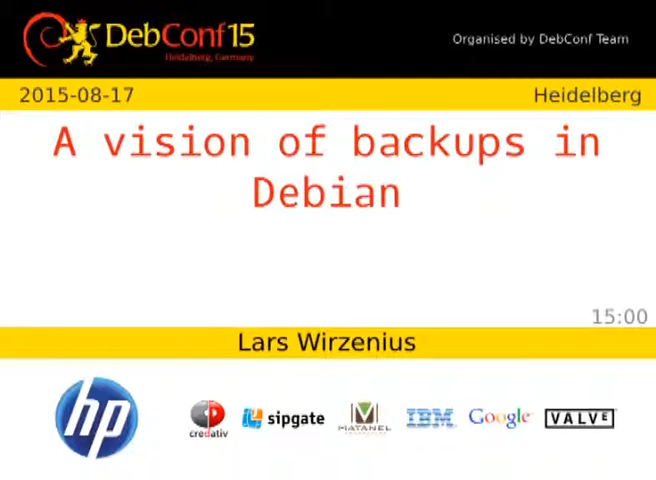 DebConf15
Heidelberg, Germany
Organised by DebConf Team
2015-08-17
Heidelberg
A vision of backups in
Debian
15:00
Lars Wirzenius
hp
credativ
sipgate
MATANEL
IBM
Google
VALVE